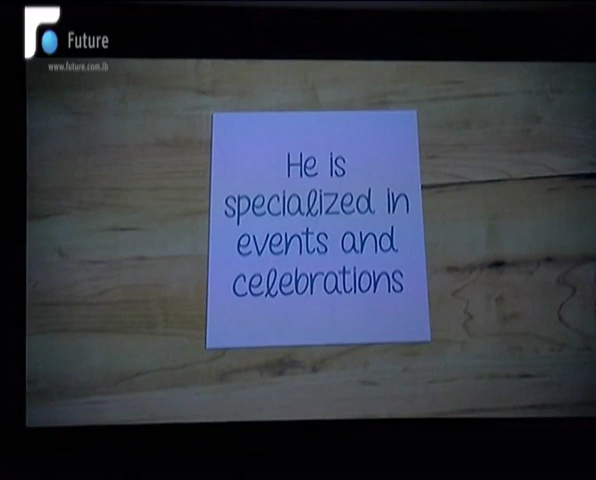 Future
www.future.com.lb
He is
specialized in
events and
celebrations